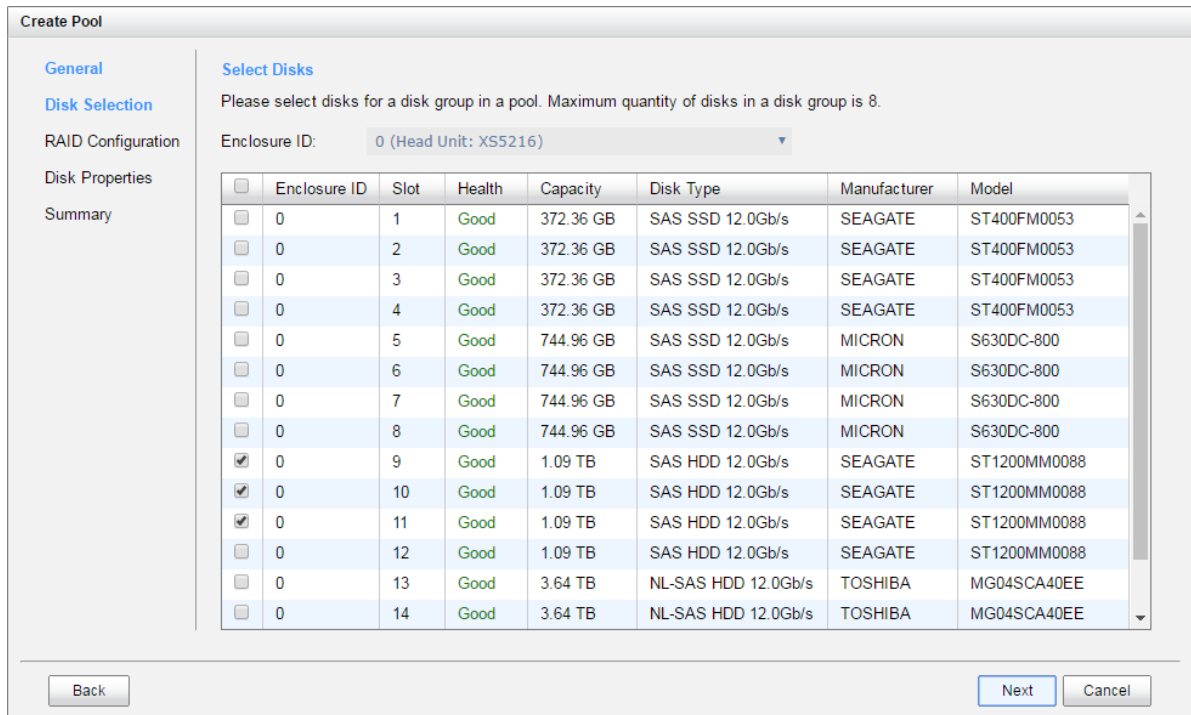 Create Pool
General
Disk Selection
RAID Configuration
Disk Properties
Summary
Select Disks
Please select disks for a disk group in a pool. Maximum quantity of disks in a disk group is 8.
Enclosure ID: 0 (Head Unit: XS5216)
Enclosure ID Slot Health Capacity Disk Type Manufacturer Model
0 1 Good 372.36 GB SAS SSD 12.0Gb/s SEAGATE ST400FM0053
0 2 Good 372.36 GB SAS SSD 12.0Gb/s SEAGATE ST400FM0053
0 3 Good 372.36 GB SAS SSD 12.0Gb/s SEAGATE ST400FM0053
0 4 Good 372.36 GB SAS SSD 12.0Gb/s SEAGATE ST400FM0053
0 5 Good 744.96 GB SAS SSD 12.0Gb/s MICRON S630DC-800
0 6 Good 744.96 GB SAS SSD 12.0Gb/s MICRON S630DC-800
0 7 Good 744.96 GB SAS SSD 12.0Gb/s MICRON S630DC-800
0 8 Good 744.96 GB SAS SSD 12.0Gb/s MICRON S630DC-800
0 9 Good 1.09 TB SAS HDD 12.0Gb/s SEAGATE ST1200MM0088
0 10 Good 1.09 TB SAS HDD 12.0Gb/s SEAGATE ST1200MM0088
0 11 Good 1.09 TB SAS HDD 12.0Gb/s SEAGATE ST1200MM0088
0 12 Good 1.09 TB SAS HDD 12.0Gb/s SEAGATE ST1200MM0088
0 13 Good 3.64 TB NL-SAS HDD 12.0Gb/s TOSHIBA MG04SCA40EE
0 14 Good 3.64 TB NL-SAS HDD 12.0Gb/s TOSHIBA MG04SCA40EE
Back Next Cancel